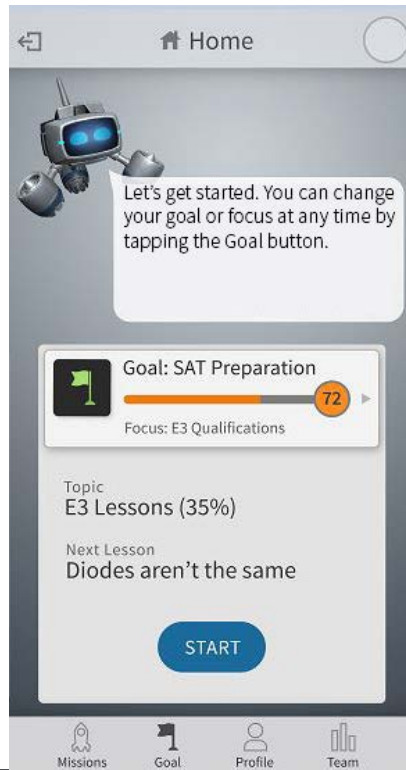 Home
Let's get started. You can change
your goal or focus at any time by
tapping the Goal button.
Goal: SAT Preparation
72
Focus: E3 Qualifications
Topic
E3 Lessons (35%)
Next Lesson
Diodes aren't the same
START
Missions Goal Profile Team